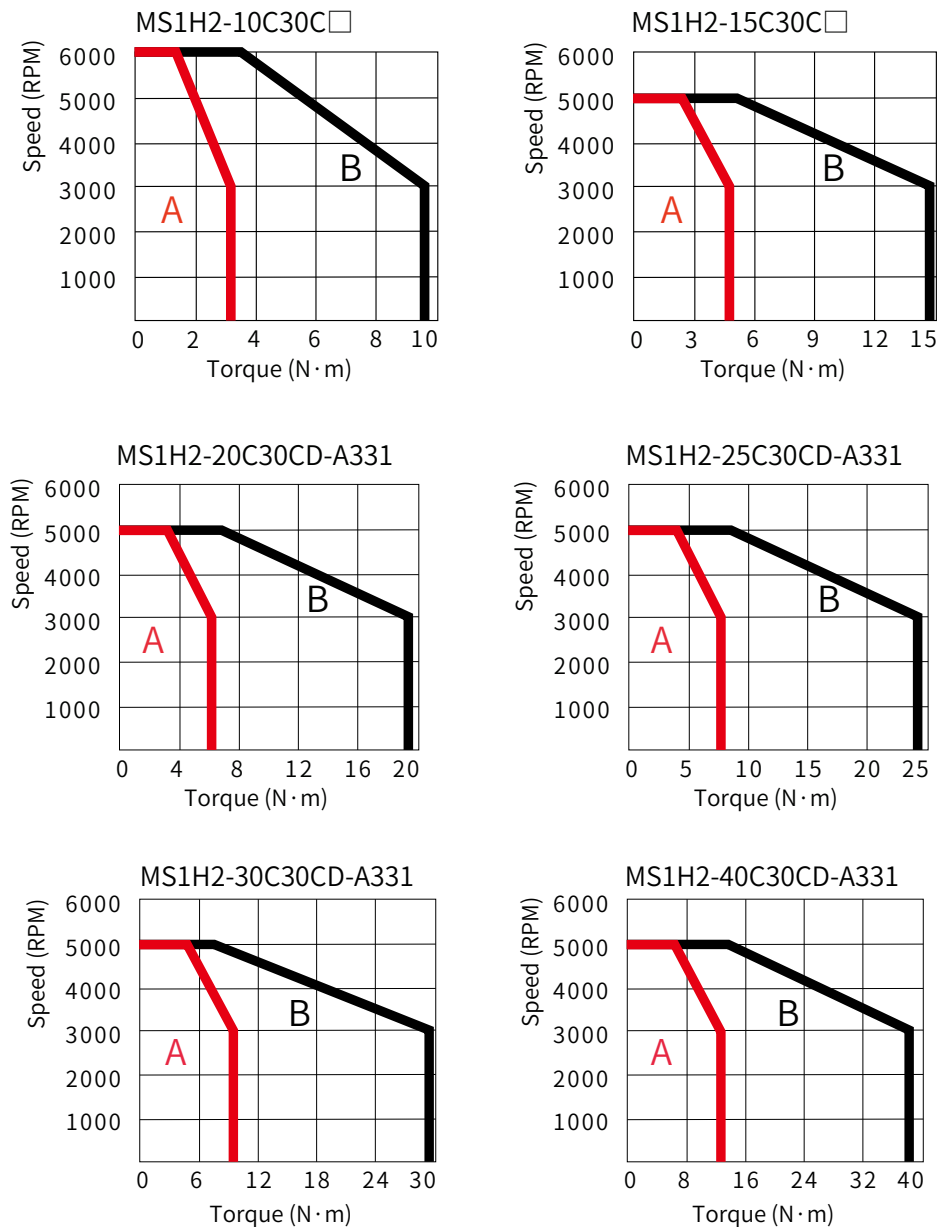 MS1H2-10C30C□
Speed (RPM)
6000
5000
4000
3000
2000
1000
A
B
0 2 4 6 8 10
Torque (N·m)
MS1H2-15C30C□
Speed (RPM)
6000
5000
4000
3000
2000
1000
A
B
0 3 6 9 12 15
Torque (N·m)
MS1H2-20C30CD-A331
Speed (RPM)
6000
5000
4000
3000
2000
1000
A
B
0 4 8 12 16 20
Torque (N·m)
MS1H2-25C30CD-A331
Speed (RPM)
6000
5000
4000
3000
2000
1000
A
B
0 5 10 15 20 25
Torque (N·m)
MS1H2-30C30CD-A331
Speed (RPM)
6000
5000
4000
3000
2000
1000
A
B
0 6 12 18 24 30
Torque (N·m)
MS1H2-40C30CD-A331
Speed (RPM)
6000
5000
4000
3000
2000
1000
A
B
0 8 16 24 32 40
Torque (N·m)